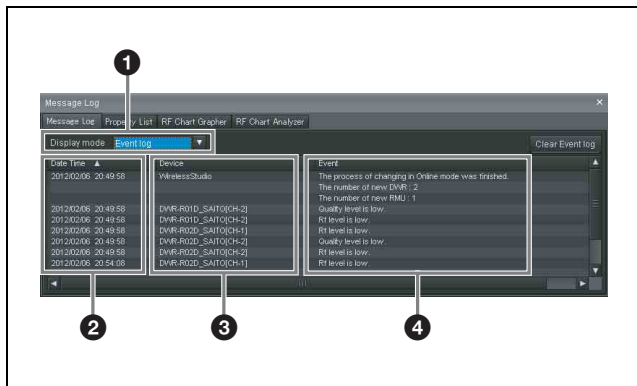 1
Message Log ×
Message Log Property List RF Chart Grapher RF Chart Analyzer
Display mode Event log Clear Event log
Date Time Device Event
2012/02/06 20:49:58 WirelessStudio The process of changing in Online mode was finished.
The number of new DWR : 2
The number of new RMU : 1
2012/02/06 20:49:58 DWR-R01D_SAITO[CH-2] Quality level is low.
2012/02/06 20:49:58 DWR-R01D_SAITO[CH-2] Rf level is low.
2012/02/06 20:49:58 DWR-R02D_SAITO[CH-1] Rf level is low.
2012/02/06 20:49:58 DWR-R02D_SAITO[CH-2] Quality level is low.
2012/02/06 20:49:58 DWR-R02D_SAITO[CH-2] Rf level is low.
2012/02/06 20:54:08 DWR-R02D_SAITO[CH-1] Rf level is low.
2 3 4